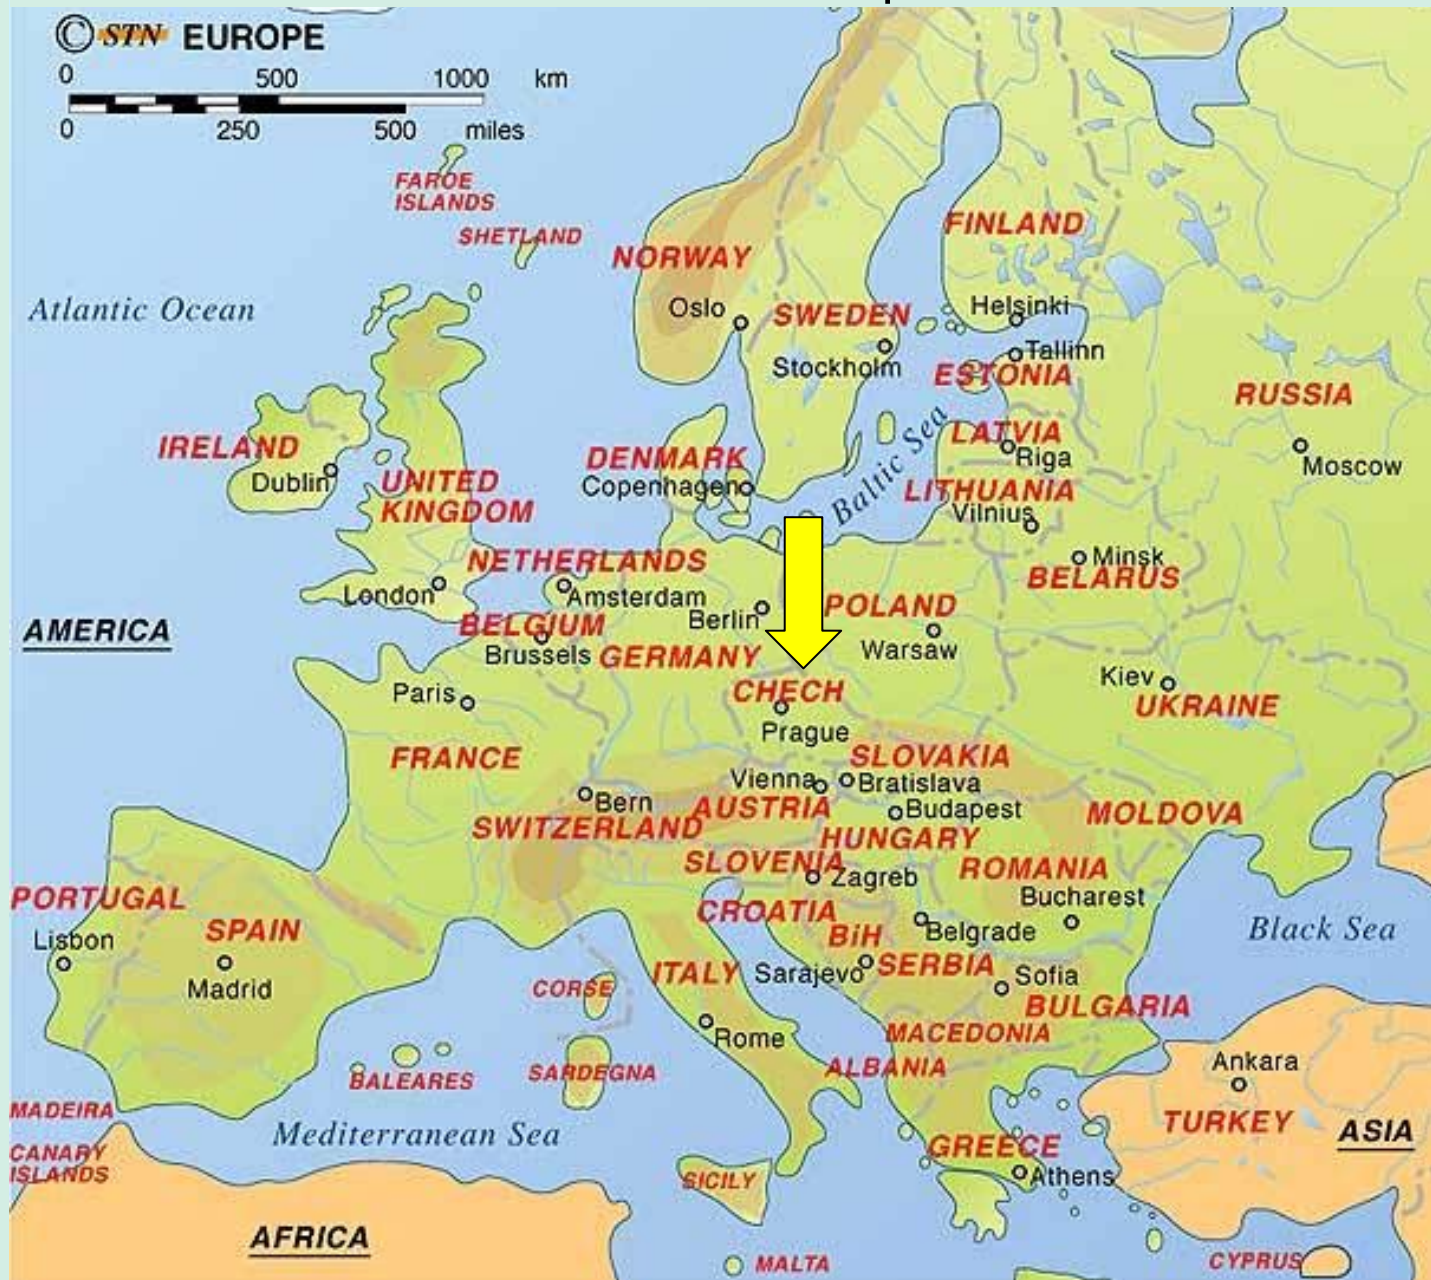 © STN EUROPE
0 500 1000 km
0 250 500 miles
FAROE
ISLANDS
SHETLAND
NORWAY
FINLAND
Atlantic Ocean
Oslo
SWEDEN
Helsinki
Stockholm
Tallinn
ESTONIA
RUSSIA
Baltic Sea
IRELAND
DENMARK
LATVIA
Riga
Moscow
Dublin
UNITED
KINGDOM
Copenhagen
LITHUANIA
Vilnius
NETHERLANDS
Minsk
BELARUS
London
Amsterdam
Berlin
POLAND
AMERICA
BELGIUM
Brussels
GERMANY
Warsaw
Paris
CHECH
Kiev
UKRAINE
Prague
FRANCE
SLOVAKIA
Vienna
Bratislava
Bern
AUSTRIA
Budapest
MOLDOVA
SWITZERLAND
HUNGARY
SLOVENIA
Zagreb
ROMANIA
Bucharest
PORTUGAL
SPAIN
CROATIA
BiH
Belgrade
Black Sea
Lisbon
Madrid
ITALY
Sarajevo
SERBIA
Sofia
CORSE
BULGARIA
Rome
MACEDONIA
BALEARES
SARDEGNA
ALBANIA
Ankara
MADEIRA
Mediterranean Sea
TURKEY
ASIA
CANARY
ISLANDS
GREECE
SICILY
Athens
AFRICA
MALTA
CYPRUS